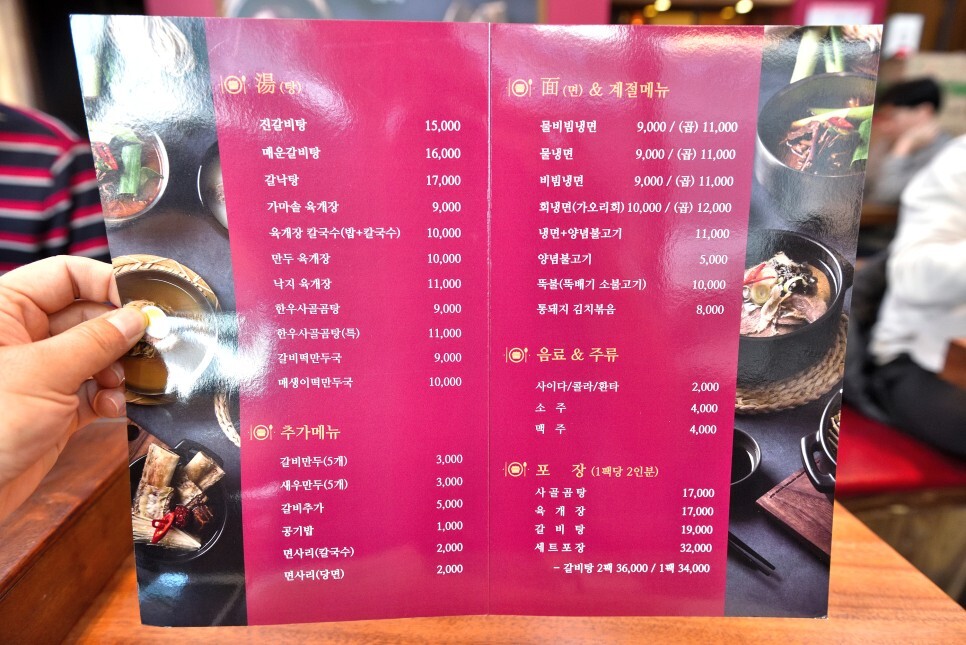 湯 (탕)
진갈비탕 15,000
매운갈비탕 16,000
갈낙탕 17,000
가마솥 육개장 9,000
육개장 칼국수(밥+칼국수) 10,000
만두 육개장 10,000
낙지 육개장 11,000
한우사골곰탕 9,000
한우사골곰탕(특) 11,000
갈비떡만두국 9,000
매생이떡만두국 10,000
추가메뉴
갈비만두(5개) 3,000
새우만두(5개) 3,000
갈비추가 5,000
공기밥 1,000
면사리(칼국수) 2,000
면사리(당면) 2,000
面 (면) & 계절메뉴
물비빔냉면 9,000 / (곱) 11,000
물냉면 9,000 / (곱) 11,000
비빔냉면 9,000 / (곱) 11,000
회냉면(가오리회) 10,000 / (곱) 12,000
냉면+양념불고기 11,000
양념불고기 5,000
뚝불(뚝배기 소불고기) 10,000
통돼지 김치볶음 8,000
음료 & 주류
사이다/콜라/환타 2,000
소 주 4,000
맥 주 4,000
포 장 (1팩당 2인분)
사골곰탕 17,000
육 개 장 17,000
갈 비 탕 19,000
세트포장 32,000
- 갈비탕 2팩 36,000 / 1팩 34,000